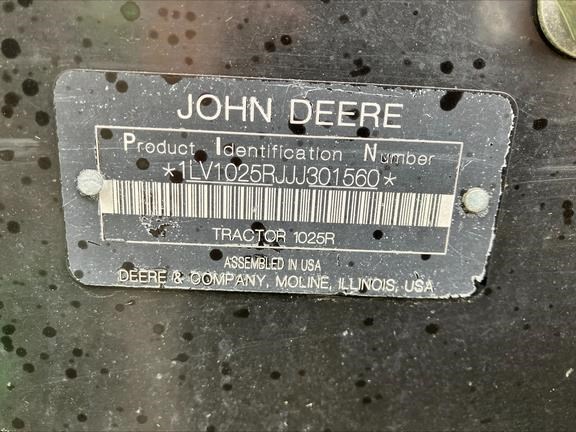 JOHN DEERE
Product Identification Number
*1LV1025RJJJ301560*
TRACTOR 1025R
ASSEMBLED IN USA
DEERE & COMPANY, MOLINE, ILLINOIS, USA